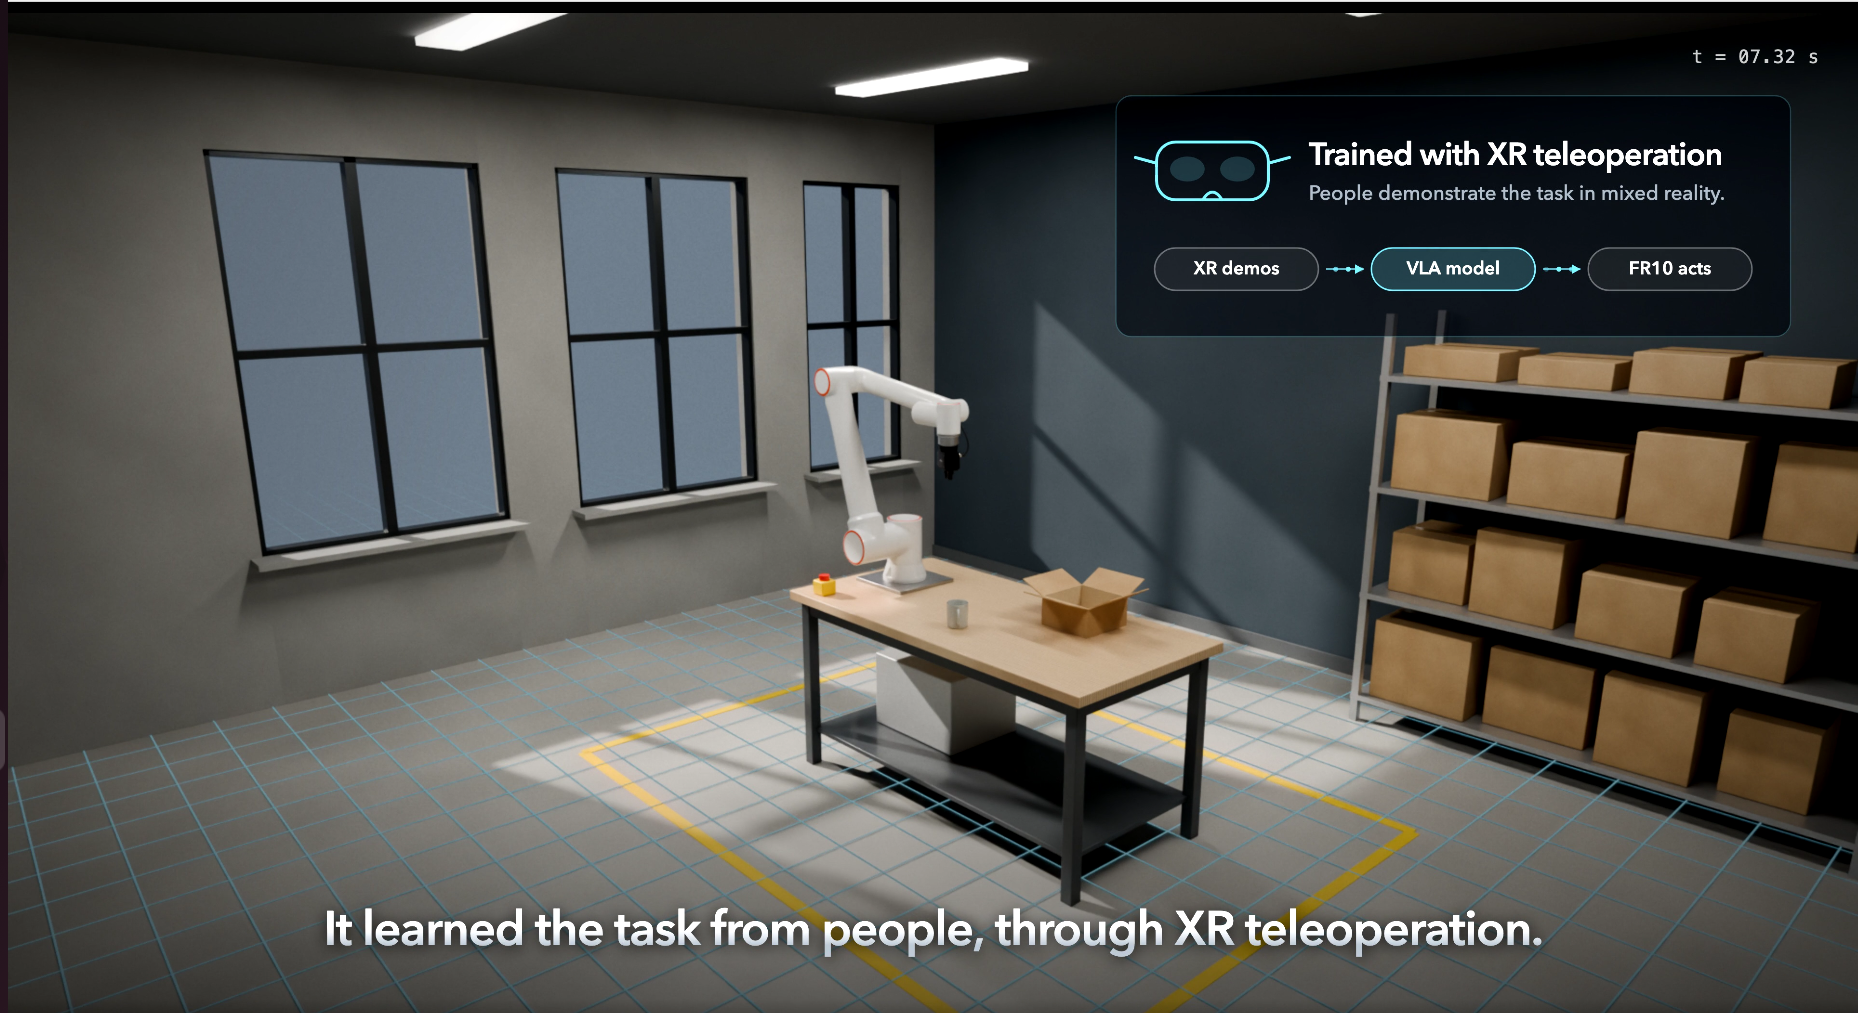 t = 07.32 s
Trained with XR teleoperation
People demonstrate the task in mixed reality.
XR demos
VLA model
FR10 acts
It learned the task from people, through XR teleoperation.